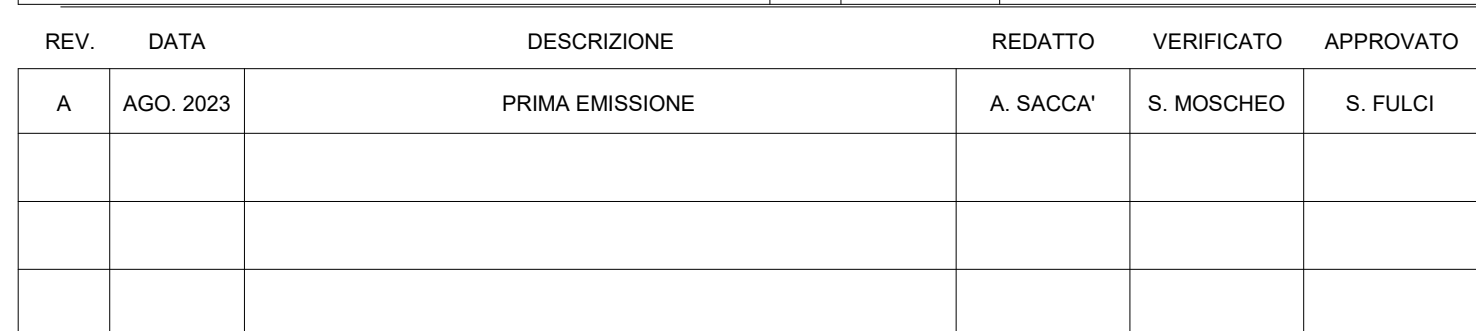 REV. DATA DESCRIZIONE REDATTO VERIFICATO APPROVATO
A AGO. 2023 PRIMA EMISSIONE A. SACCA' S. MOSCHEO S. FULCI